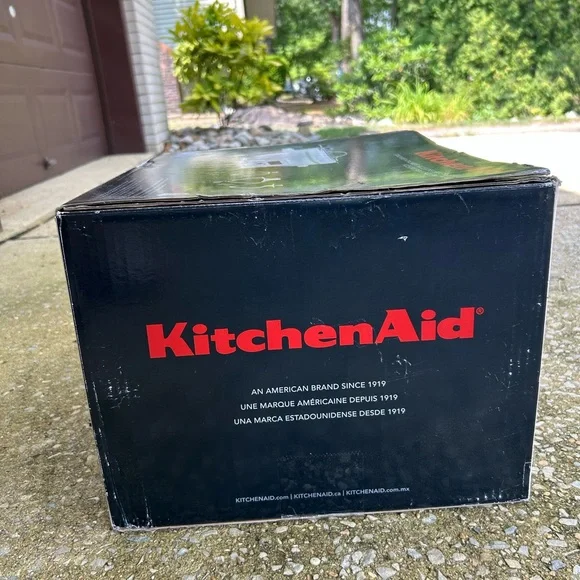 KitchenAid
KitchenAid®
AN AMERICAN BRAND SINCE 1919
UNE MARQUE AMÉRICAINE DEPUIS 1919
UNA MARCA ESTADOUNIDENSE DESDE 1919
KITCHENAID.com | KITCHENAID.ca | KITCHENAID.com.mx